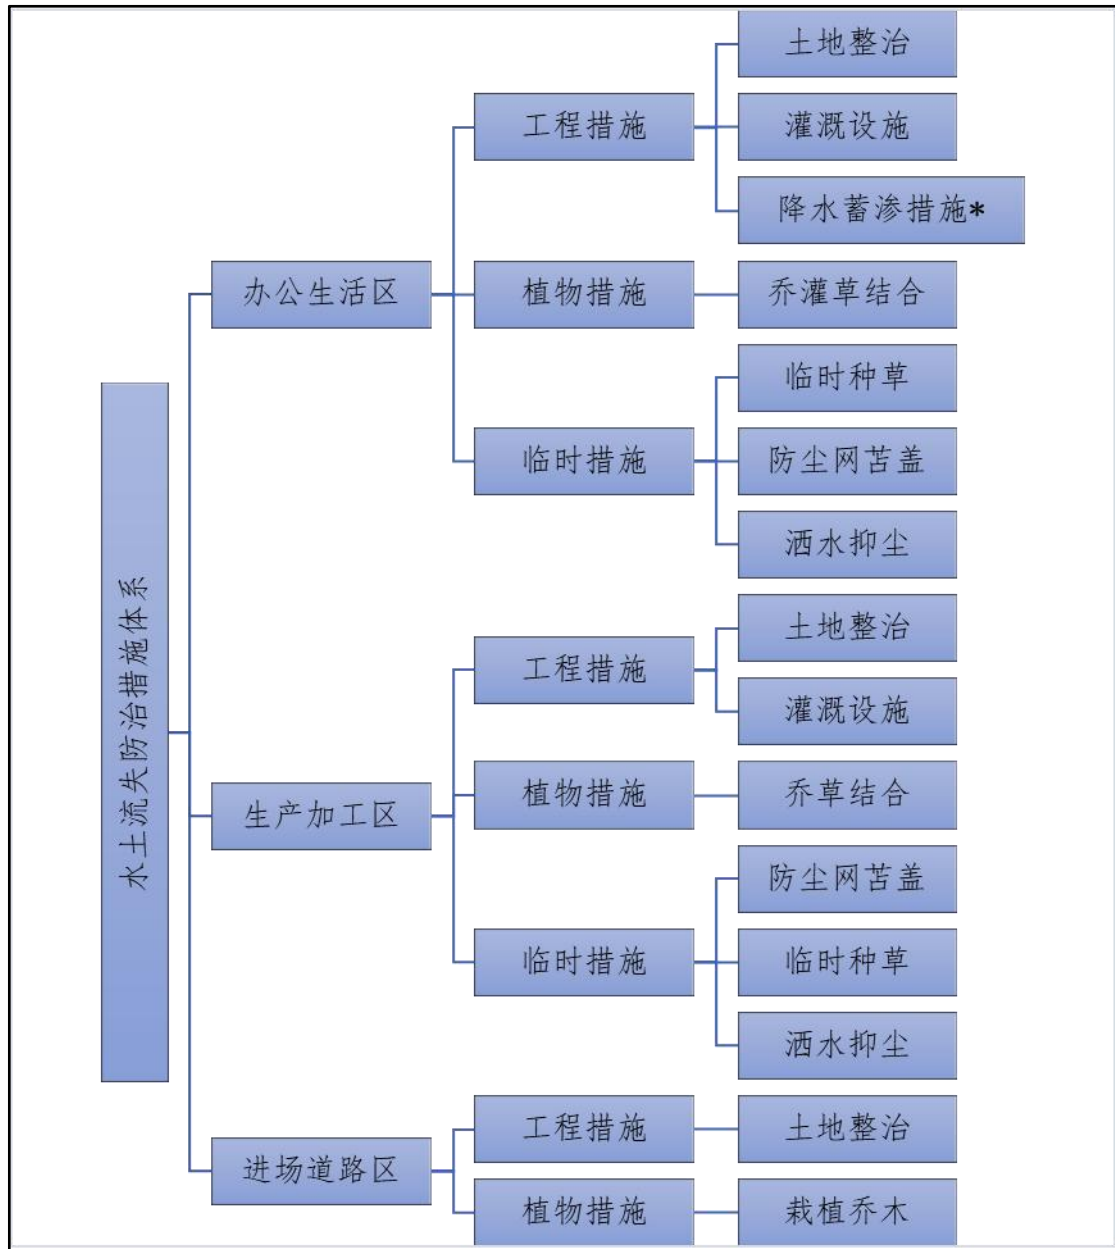 水土流失防治措施体系
办公生活区
工程措施
土地整治
灌溉设施
降水蓄渗措施*
植物措施
乔灌草结合
临时措施
临时种草
防尘网苫盖
洒水抑尘
生产加工区
工程措施
土地整治
灌溉设施
植物措施
乔草结合
临时措施
防尘网苫盖
临时种草
洒水抑尘
进场道路区
工程措施
土地整治
植物措施
栽植乔木